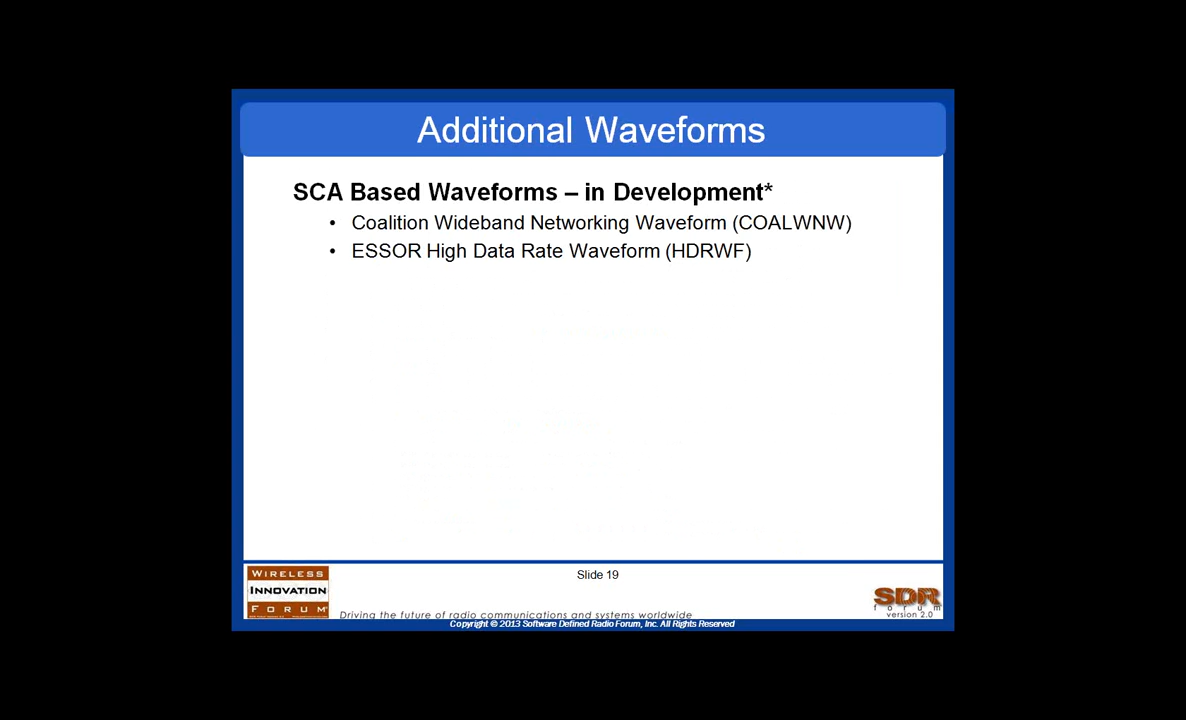 Additional Waveforms
SCA Based Waveforms – in Development*
• Coalition Wideband Networking Waveform (COALWNW)
• ESSOR High Data Rate Waveform (HDRWF)
Slide 19
WIRELESS
INNOVATION
FORUM
SDR
forum
version 2.0
Driving the future of radio communications and systems worldwide
Copyright © 2013 Software Defined Radio Forum, Inc. All Rights Reserved